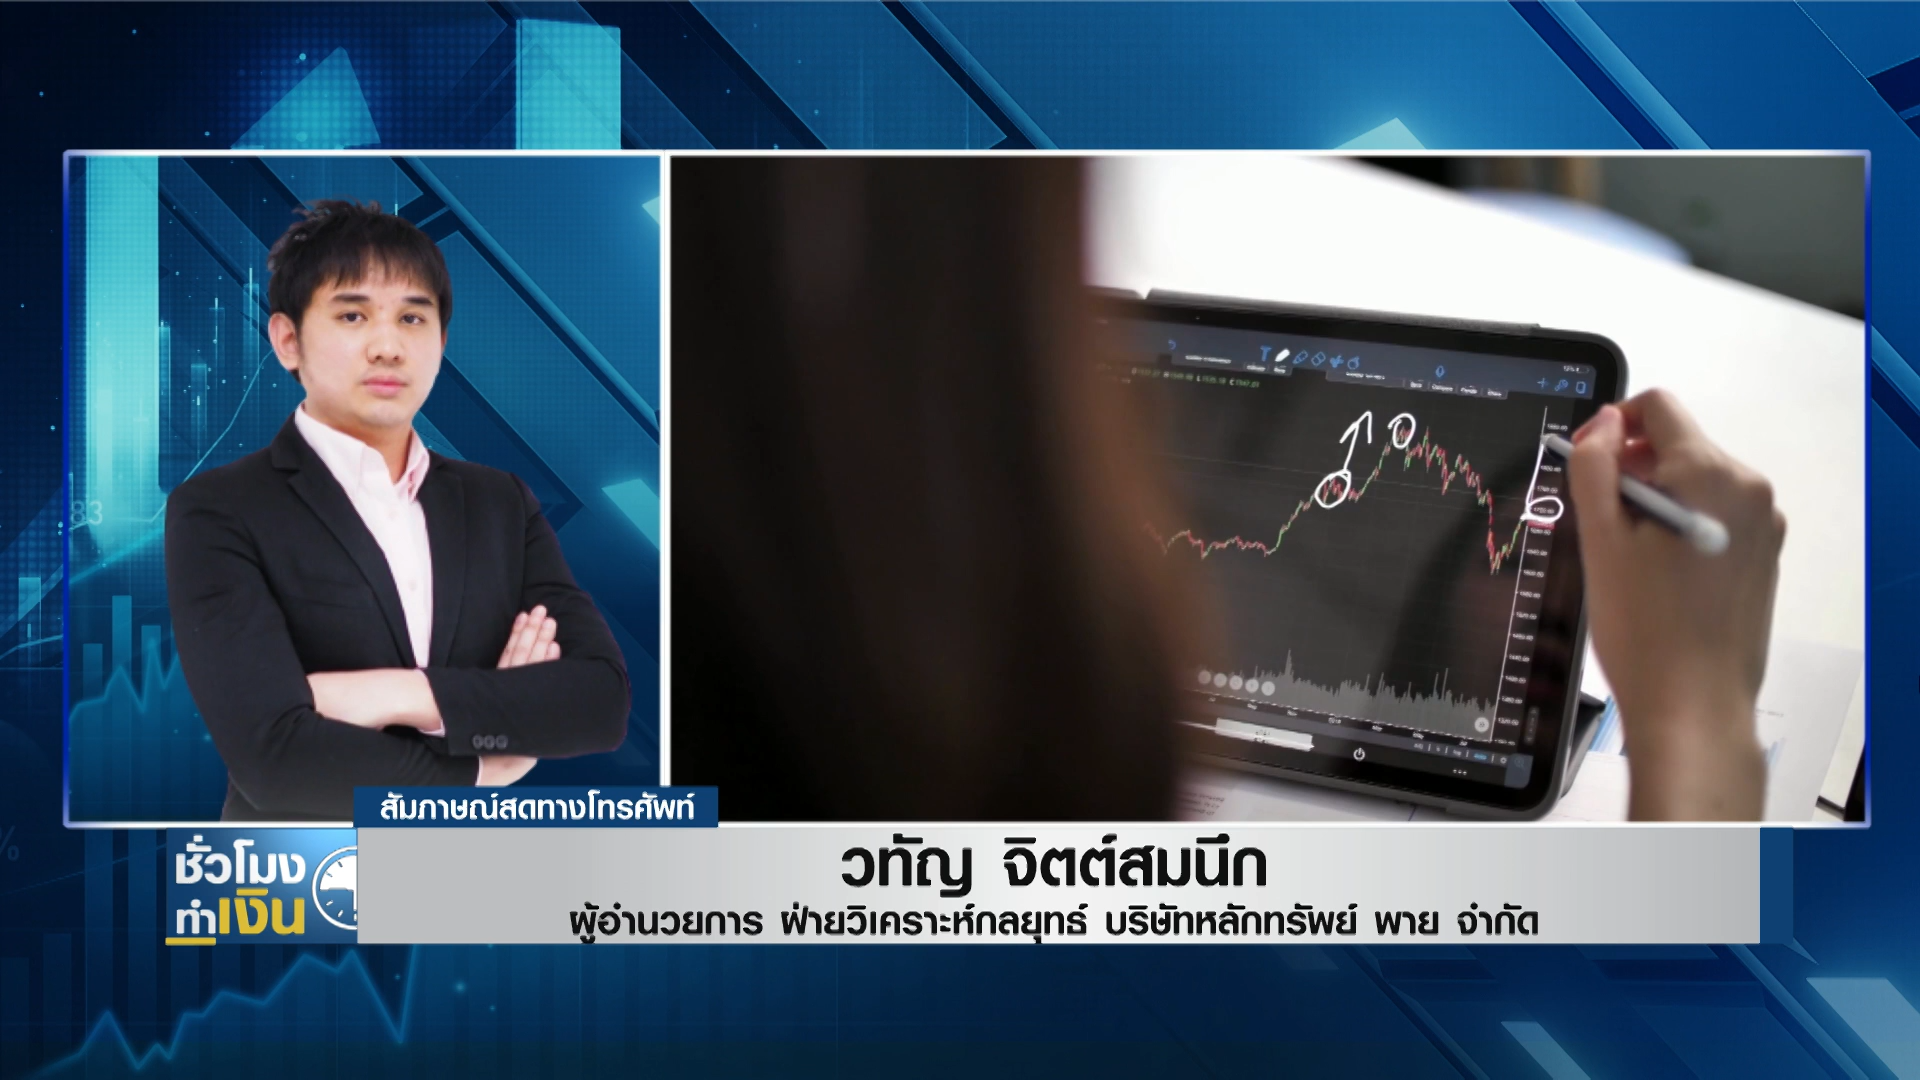 83
สัมภาษณ์สดทางโทรศัพท์
ชั่วโมง
ทำเงิน
วทัญ จิตต์สมนึก
ผู้อำนวยการ ฝ่ายวิเคราะห์กลยุทธ์ บริษัทหลักทรัพย์ พาย จำกัด